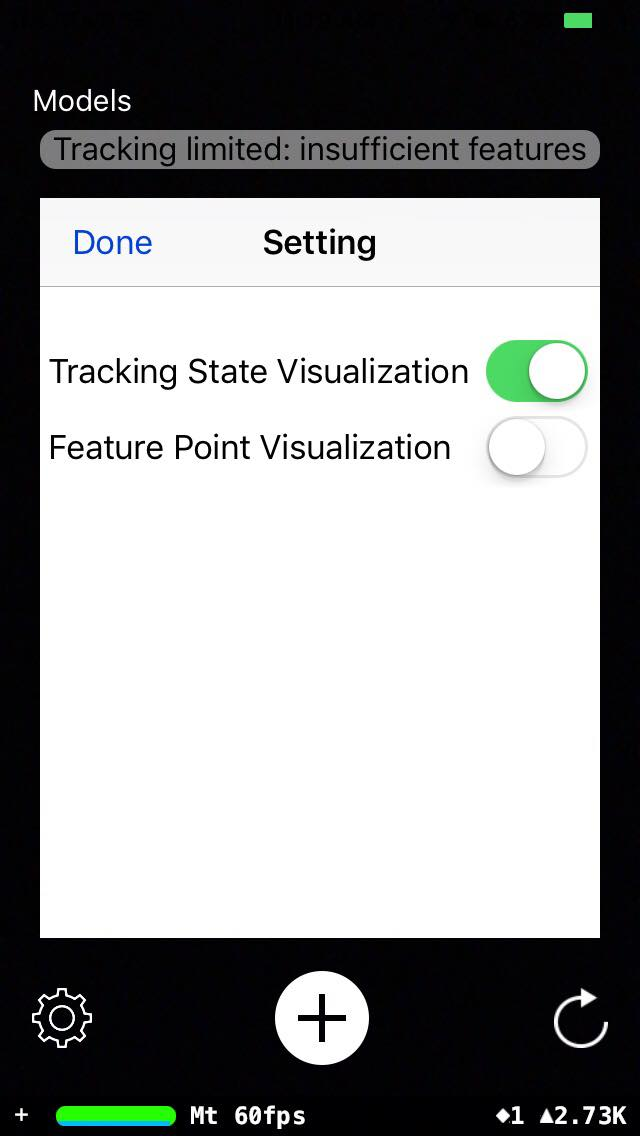 Models
Tracking limited: insufficient features
Done Setting
Tracking State Visualization
Feature Point Visualization
+ Mt 60fps ◆1 ▲2.73K